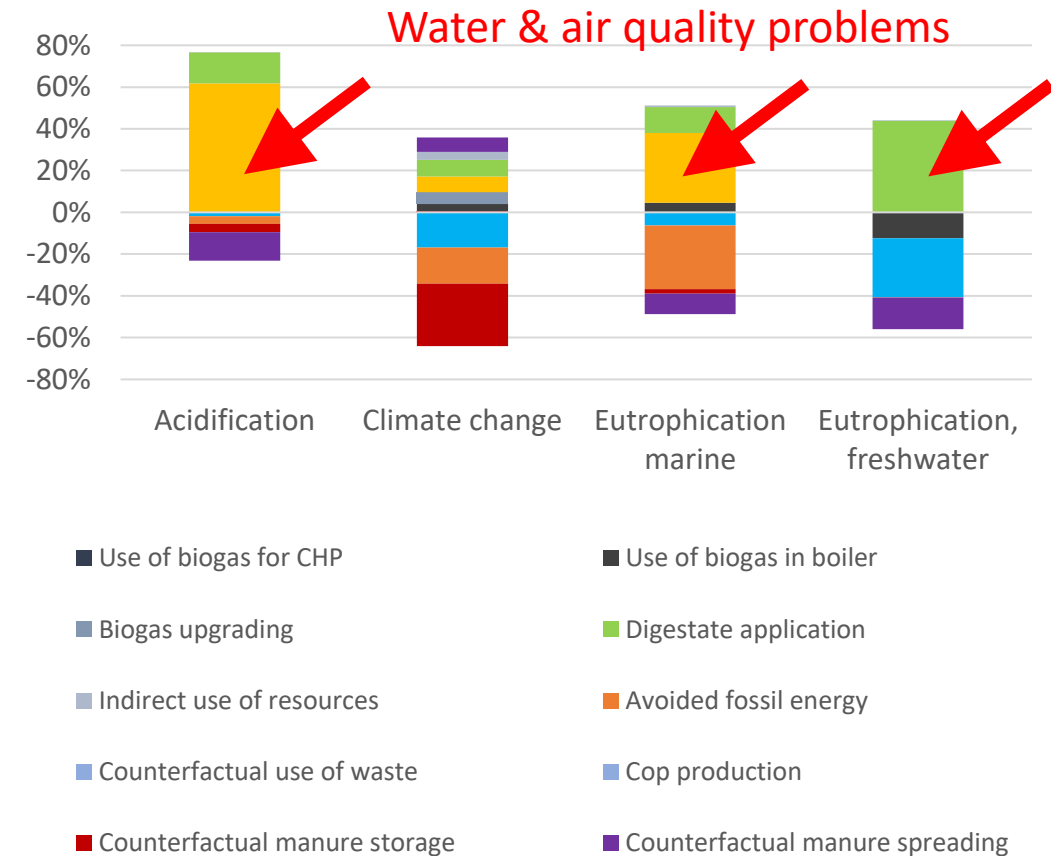 Water & air quality problems
80%
60%
40%
20%
0%
-20%
-40%
-60%
-80%
Acidification
Climate change
Eutrophication
marine
Eutrophication,
freshwater
Use of biogas for CHP
Use of biogas in boiler
Biogas upgrading
Digestate application
Indirect use of resources
Avoided fossil energy
Counterfactual use of waste
Cop production
Counterfactual manure storage
Counterfactual manure spreading